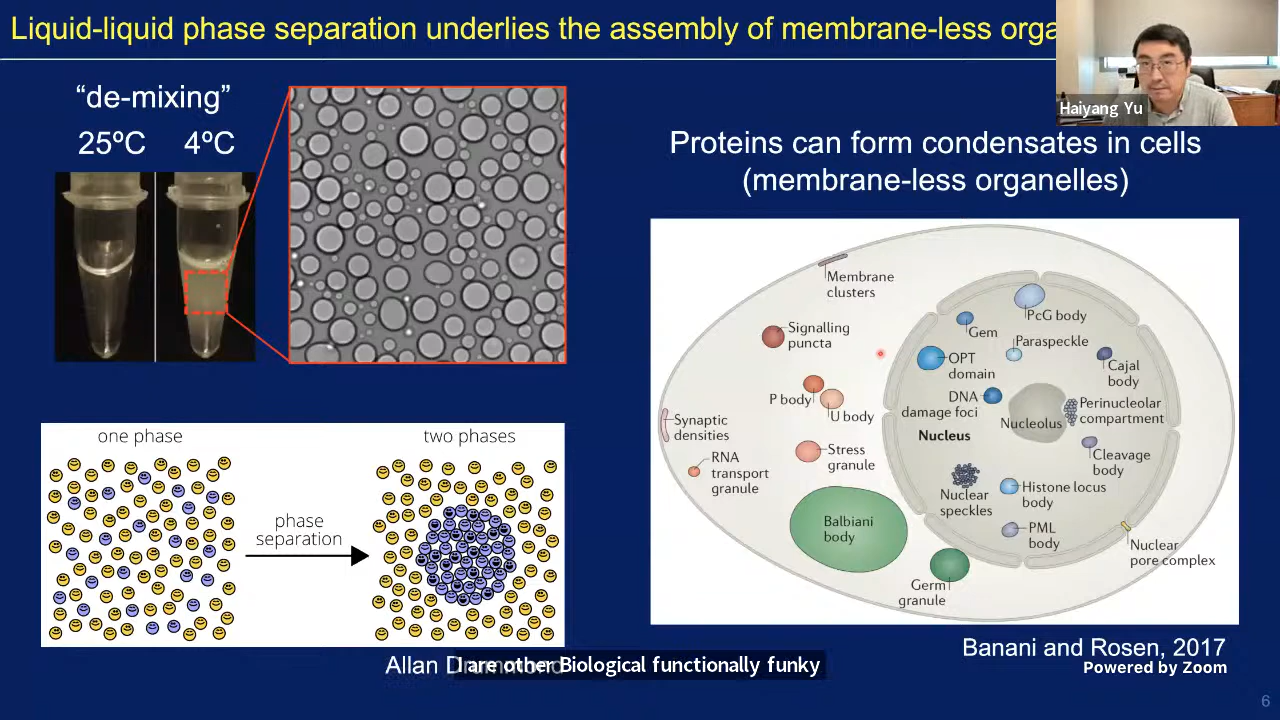 Liquid-liquid phase separation underlies the assembly of membrane-less orga
Haiyang Yu
“de-mixing”
25ºC 4ºC
Proteins can form condensates in cells
(membrane-less organelles)
Membrane
clusters
Signalling
puncta
P body
U body
Synaptic
densities
RNA
transport
granule
Stress
granule
Balbiani
body
Germ
granule
PcG body
Gem
Paraspeckle
OPT
domain
Cajal
body
DNA
damage foci
Nucleolus
Perinucleolar
compartment
Nucleus
Cleavage
body
Nuclear
speckles
Histone locus
body
PML
body
Nuclear
pore complex
one phase
two phases
phase
separation
Banani and Rosen, 2017
Allan
I are other Biological functionally funky
Powered by Zoom
6